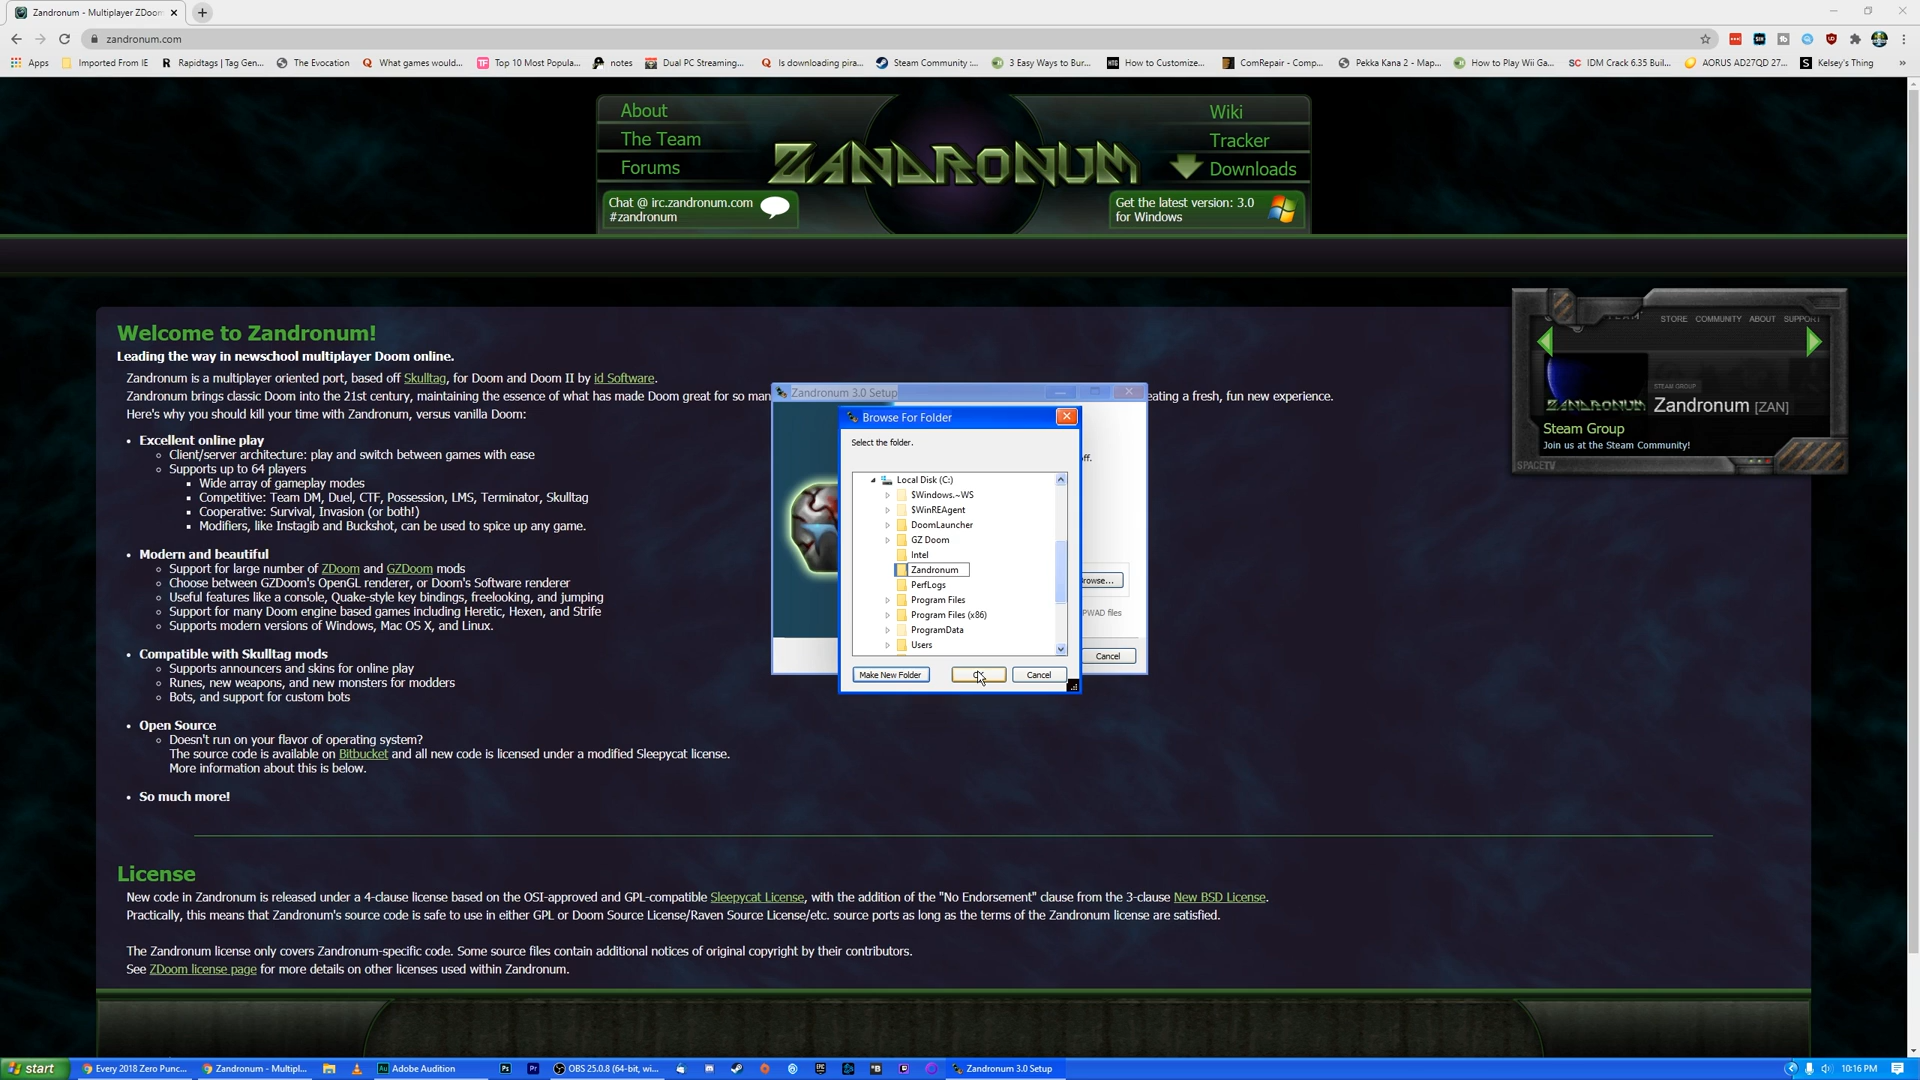 Zandronum - Multiplayer ZDoom
zandronum.com
Apps
Imported From IE
Rapidtags | Tag Gen...
The Evocation
What games would...
Top 10 Most Popula...
notes
Dual PC Streaming...
Is downloading pira...
Steam Community :...
3 Easy Ways to Bur...
How to Customize...
ComRepair - Comp...
Pekka Kana 2 - Map...
How to Play Wii Ga...
IDM Crack 6.35 Buil...
AORUS AD27QD 27...
Kelsey's Thing
About
The Team
Forums
Chat @ irc.zandronum.com
#zandronum
ZANDRONUM
Wiki
Tracker
Downloads
Get the latest version: 3.0
for Windows
STORE COMMUNITY ABOUT SUPPORT
STEAM GROUP
ZANDRONUM
Zandronum [ZAN]
Steam Group
Join us at the Steam Community!
SPACETV
Welcome to Zandronum!
Leading the way in newschool multiplayer Doom online.
Zandronum is a multiplayer oriented port, based off Skulltag, for Doom and Doom II by id Software.
Zandronum brings classic Doom into the 21st century, maintaining the essence of what has made Doom great for so man
eating a fresh, fun new experience.
Here's why you should kill your time with Zandronum, versus vanilla Doom:
Excellent online play
Client/server architecture: play and switch between games with ease
Supports up to 64 players
Wide array of gameplay modes
Competitive: Team DM, Duel, CTF, Possession, LMS, Terminator, Skulltag
Cooperative: Survival, Invasion (or both!)
Modifiers, like Instagib and Buckshot, can be used to spice up any game.
Modern and beautiful
Support for large number of ZDoom and GZDoom mods
Choose between GZDoom's OpenGL renderer, or Doom's Software renderer
Useful features like a console, Quake-style key bindings, freelooking, and jumping
Support for many Doom engine based games including Heretic, Hexen, and Strife
Supports modern versions of Windows, Mac OS X, and Linux.
Compatible with Skulltag mods
Supports announcers and skins for online play
Runes, new weapons, and new monsters for modders
Bots, and support for custom bots
Open Source
Doesn't run on your flavor of operating system?
The source code is available on Bitbucket and all new code is licensed under a modified Sleepycat license.
More information about this is below.
So much more!
Zandronum 3.0 Setup
off.
Browse...
PWAD files
Cancel
Browse For Folder
Select the folder.
Local Disk (C:)
$Windows.~WS
$WinREAgent
DoomLauncher
GZ Doom
Intel
Zandronum
PerfLogs
Program Files
Program Files (x86)
ProgramData
Users
Make New Folder
Cancel
License
New code in Zandronum is released under a 4-clause license based on the OSI-approved and GPL-compatible Sleepycat License, with the addition of the "No Endorsement" clause from the 3-clause New BSD License.
Practically, this means that Zandronum's source code is safe to use in either GPL or Doom Source License/Raven Source License/etc. source ports as long as the terms of the Zandronum license are satisfied.
The Zandronum license only covers Zandronum-specific code. Some source files contain additional notices of original copyright by their contributors.
See ZDoom license page for more details on other licenses used within Zandronum.
start
Every 2018 Zero Punc...
Zandronum - Multipl...
Adobe Audition
OBS 25.0.8 (64-bit, wi...
Zandronum 3.0 Setup
10:16 PM